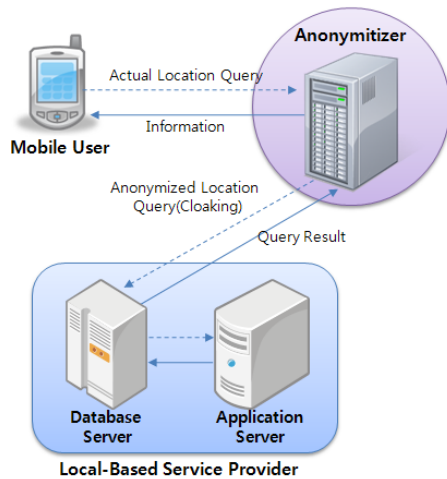 Anonymitizer
Actual Location Query
Information
Mobile User
Anonymized Location
Query(Cloaking)
Query Result
Database
Server
Application
Server
Local-Based Service Provider